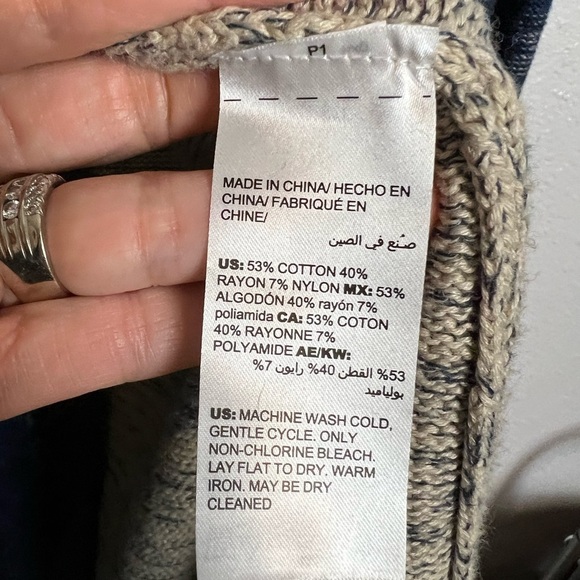 P1
MADE IN CHINA/ HECHO EN
CHINA/ FABRIQUÉ EN
CHINE/
صُنع في الصين
US: 53% COTTON 40%
RAYON 7% NYLON MX: 53%
ALGODÓN 40% rayón 7%
poliamida CA: 53% COTON
40% RAYONNE 7%
POLYAMIDE AE/KW:
53% القطن 40% رايون 7%
بولياميد
US: MACHINE WASH COLD,
GENTLE CYCLE. ONLY
NON-CHLORINE BLEACH.
LAY FLAT TO DRY. WARM
IRON. MAY BE DRY
CLEANED